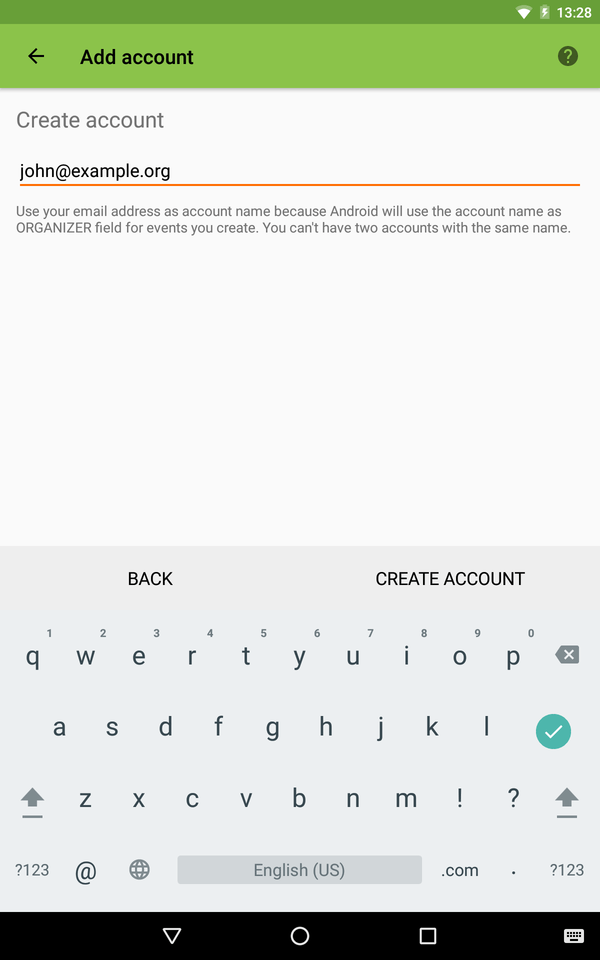 13:28
Add account
Create account
john@example.org
Use your email address as account name because Android will use the account name as
ORGANIZER field for events you create. You can't have two accounts with the same name.
BACK CREATE ACCOUNT
1 2 3 4 5 6 7 8 9 0
q w e r t y u i o p
a s d f g h j k l
z x c v b n m ! ?
?123 @ English (US) .com . ?123